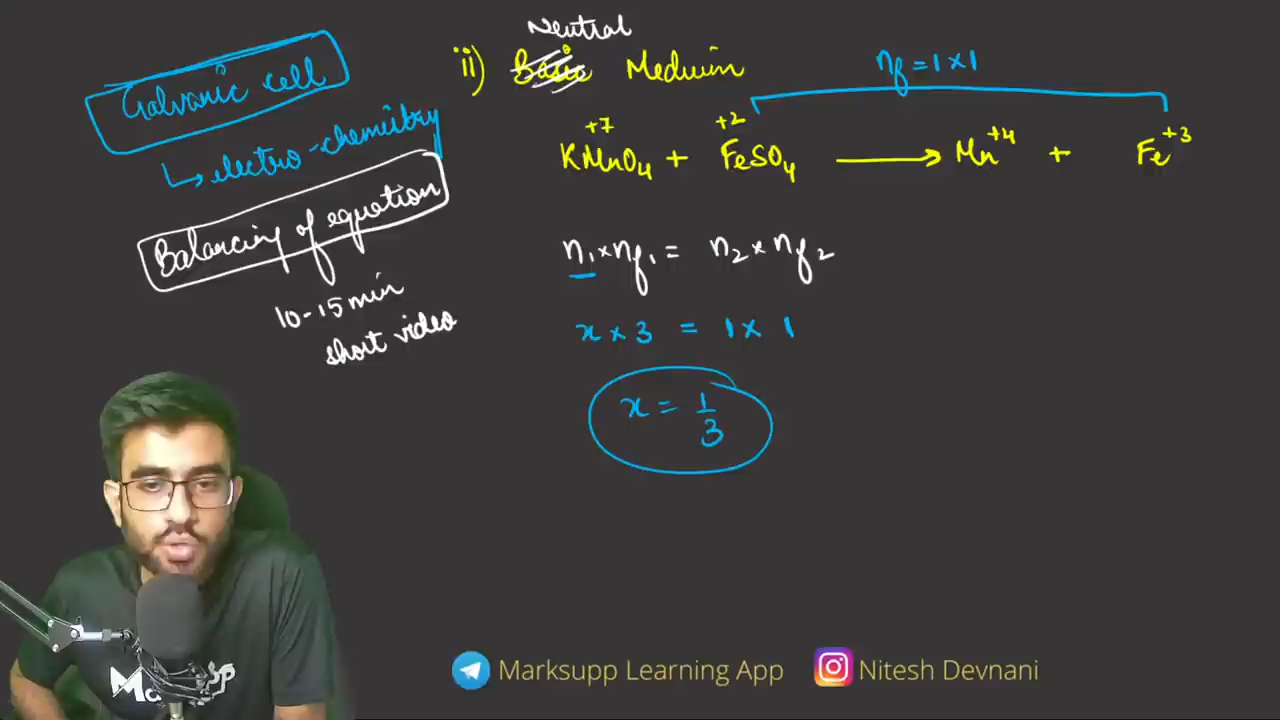 Galvanic cell
↳ electro-chemistry
Balancing of equation
10-15 min
short video
Neutral
ii) Basic Medium
nf = 1 × 1
+7 +2
KMnO4 + FeSO4 ⟶ Mn+4 + Fe+3
n1 × nf1 = n2 × nf2
x × 3 = 1 × 1
x = 1/3
Marksupp Learning App
Nitesh Devnani